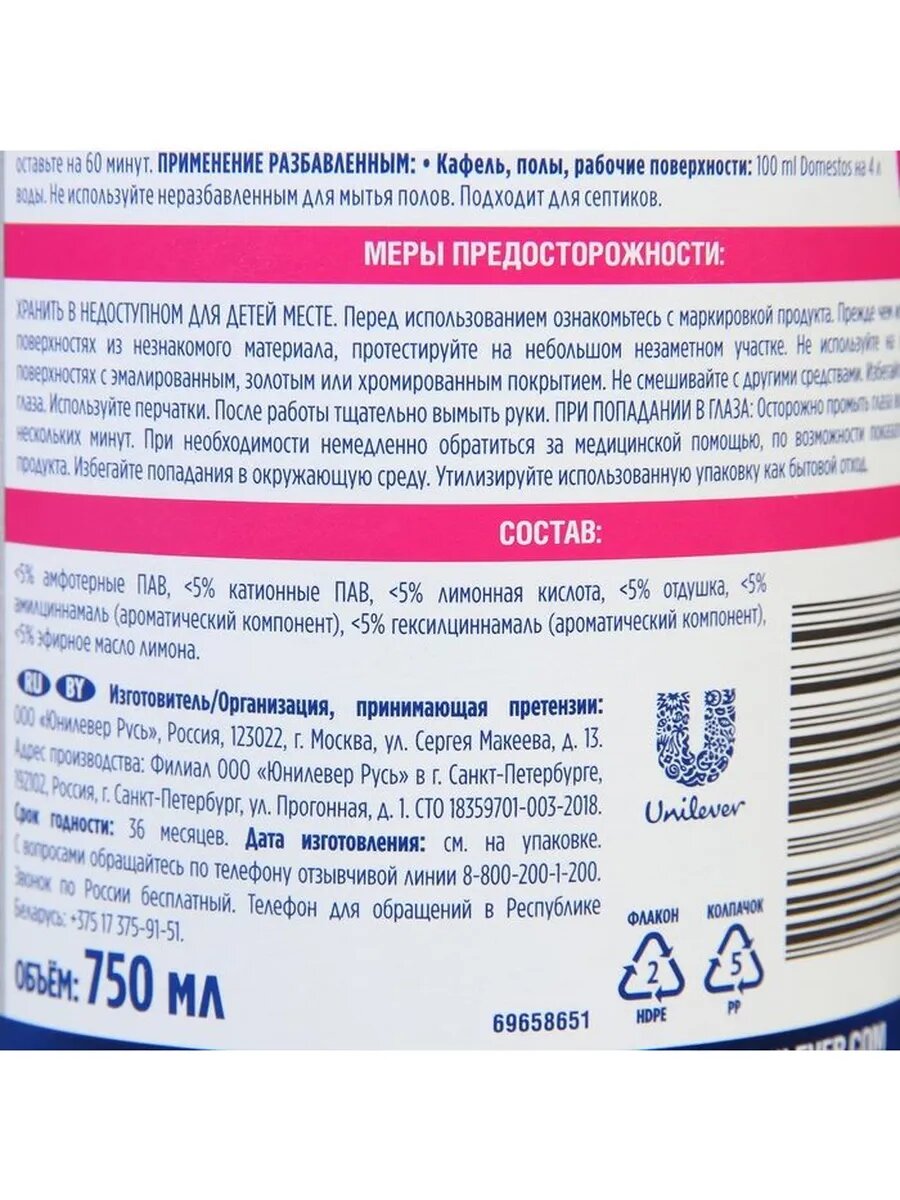 оставьте на 60 минут. ПРИМЕНЕНИЕ РАЗБАВЛЕННЫМ: • Кафель, полы, рабочие поверхности: 100 ml Domestos на 4 л
воды. Не используйте неразбавленным для мытья полов. Подходит для септиков.
МЕРЫ ПРЕДОСТОРОЖНОСТИ:
ХРАНИТЬ В НЕДОСТУПНОМ ДЛЯ ДЕТЕЙ МЕСТЕ. Перед использованием ознакомьтесь с маркировкой продукта. Прежде чем
поверхностях из незнакомого материала, протестируйте на небольшом незаметном участке. Не используйте на
поверхностях с эмалированным, золотым или хромированным покрытием. Не смешивайте с другими средствами.
глаза. Используйте перчатки. После работы тщательно вымыть руки. ПРИ ПОПАДАНИИ В ГЛАЗА: Осторожно промыть глаза
нескольких минут. При необходимости немедленно обратиться за медицинской помощью, по возможности
продукта. Избегайте попадания в окружающую среду. Утилизируйте использованную упаковку как бытовой отход.
СОСТАВ:
<5% амфотерные ПАВ, <5% катионные ПАВ, <5% лимонная кислота, <5% отдушка, <5%
амилциннамаль (ароматический компонент), <5% гексилциннамаль (ароматический компонент),
<5% эфирное масло лимона.
RU BY Изготовитель/Организация, принимающая претензии:
ООО «Юнилевер Русь», Россия, 123022, г. Москва, ул. Сергея Макеева, д. 13.
Адрес производства: Филиал ООО «Юнилевер Русь» в г. Санкт-Петербурге,
192102, Россия, г. Санкт-Петербург, ул. Прогонная, д. 1. СТО 18359701-003-2018.
Срок годности: 36 месяцев. Дата изготовления: см. на упаковке.
С вопросами обращайтесь по телефону отзывчивой линии 8-800-200-1-200.
Звонок по России бесплатный. Телефон для обращений в Республике
Беларусь: +375 17 375-91-51.
Unilever
ФЛАКОН КОЛПАЧОК
2 5
HDPE PP
ОБЪЁМ: 750 МЛ
69658651